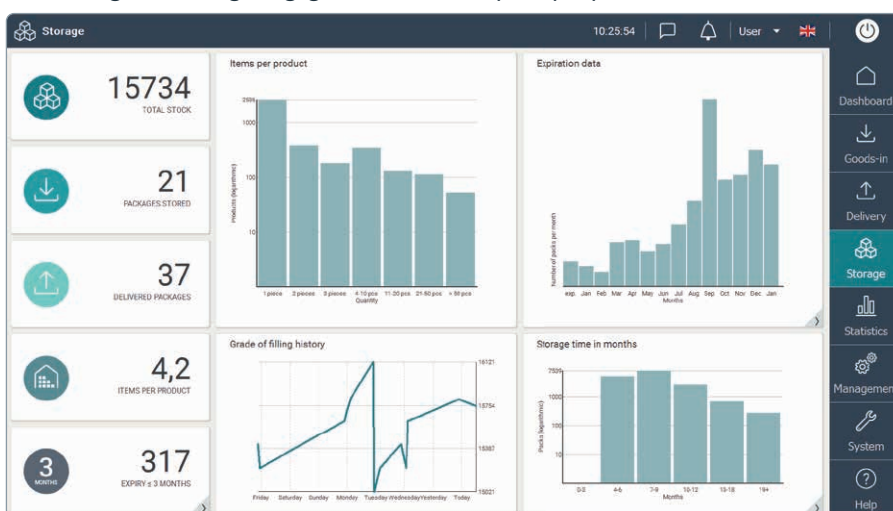 Storage
10.25.54
User
15734
TOTAL STOCK
21
PACKAGES STORED
37
DELIVERED PACKAGES
4,2
ITEMS PER PRODUCT
3
MONTHS
317
EXPIRY ± 3 MONTHS
Items per product
Products (logarithmic)
1000
100
10
1 piece 2 pieces 3 pieces 4-10 pcs 11-20 pcs 21-50 pcs > 50 pcs
Quantity
Expiration data
Number of packs per month
exp. Jan Feb Mar Apr May Jun Jul Aug Sep Oct Nov Dec Jan
Months
Grade of filling history
16121
15754
15387
15021
Friday Saturday Sunday Monday Tuesday Wednesday Yesterday Today
Storage time in months
Packs (logarithmic)
1000
100
10
0-3 4-6 7-9 10-12 13-18 19+
Months
Dashboard
Goods-in
Delivery
Storage
Statistics
Managemen
System
Help